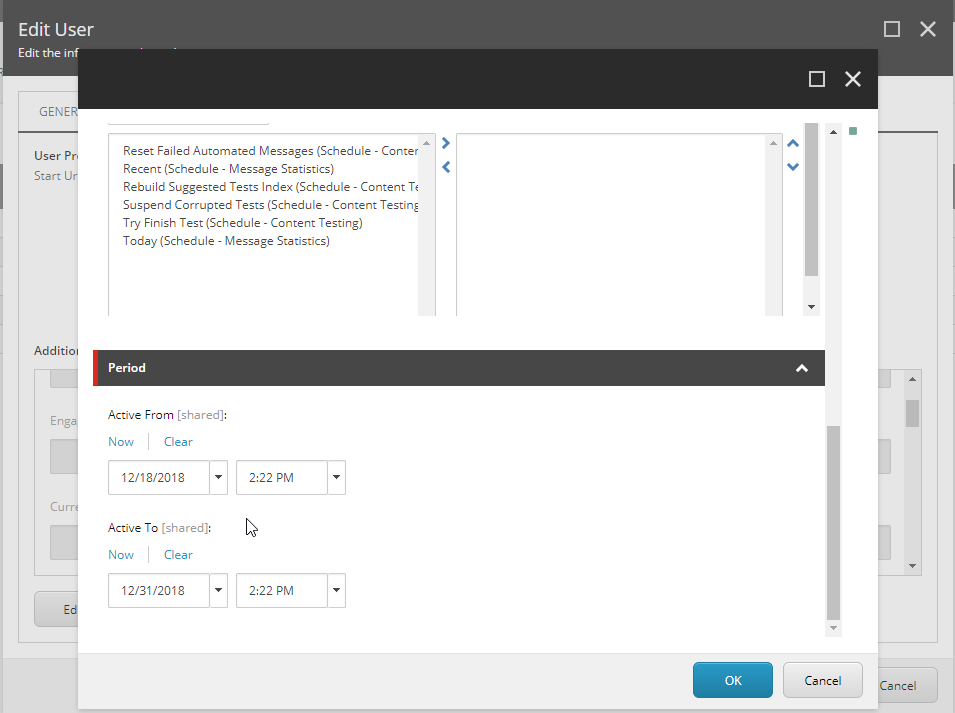 Edit User
Edit the inf
GENER
User Pr
Start Ur
Reset Failed Automated Messages (Schedule - Conter
Recent (Schedule - Message Statistics)
Rebuild Suggested Tests Index (Schedule - Content Te
Suspend Corrupted Tests (Schedule - Content Testing
Try Finish Test (Schedule - Content Testing)
Today (Schedule - Message Statistics)
Addition
Period
Active From [shared]:
Enga
Now Clear
12/18/2018 2:22 PM
Curre
Active To [shared]:
Now Clear
12/31/2018 2:22 PM
Ed
OK Cancel Cancel